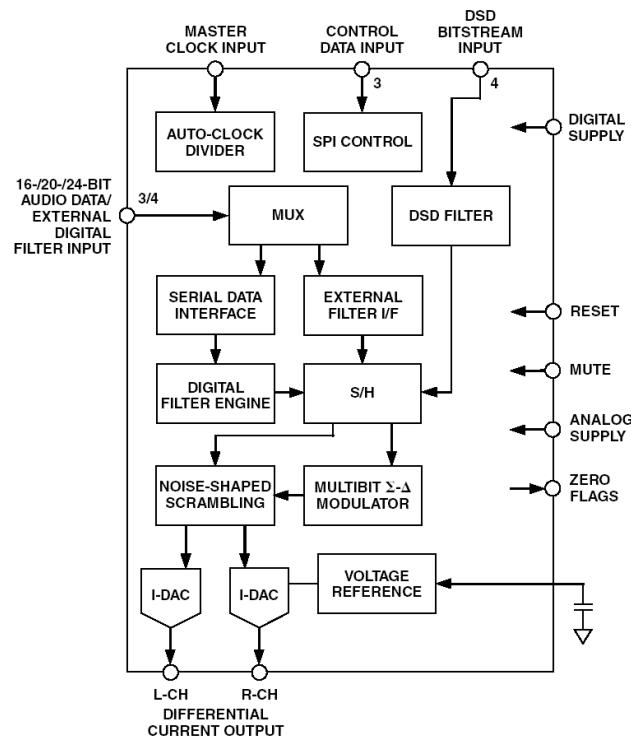 MASTER
CLOCK INPUT
CONTROL
DATA INPUT
DSD
BITSTREAM
INPUT
3
4
AUTO-CLOCK
DIVIDER
SPI CONTROL
DIGITAL
SUPPLY
16-/20-/24-BIT
AUDIO DATA/
EXTERNAL
DIGITAL
FILTER INPUT
3/4
MUX
DSD FILTER
SERIAL DATA
INTERFACE
EXTERNAL
FILTER I/F
RESET
DIGITAL
FILTER ENGINE
S/H
MUTE
ANALOG
SUPPLY
NOISE-SHAPED
SCRAMBLING
MULTIBIT Σ-Δ
MODULATOR
ZERO
FLAGS
I-DAC
I-DAC
VOLTAGE
REFERENCE
L-CH
R-CH
DIFFERENTIAL
CURRENT OUTPUT